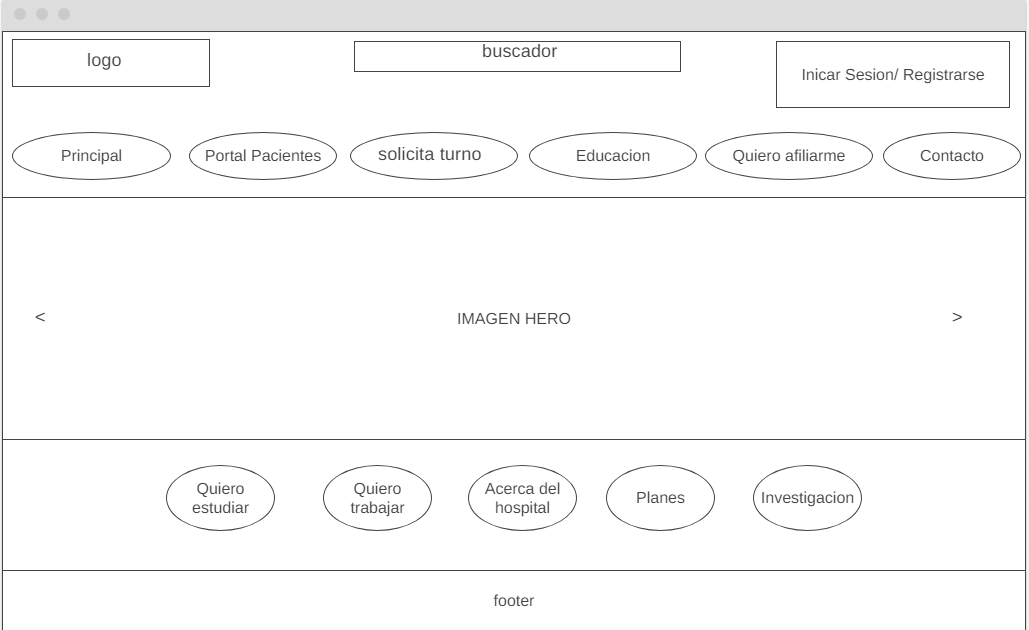 logo
buscador
Inicar Sesion/ Registrarse
Principal
Portal Pacientes
solicita turno
Educacion
Quiero afiliarme
Contacto
<
IMAGEN HERO
>
Quiero
estudiar
Quiero
trabajar
Acerca del
hospital
Planes
Investigacion
footer